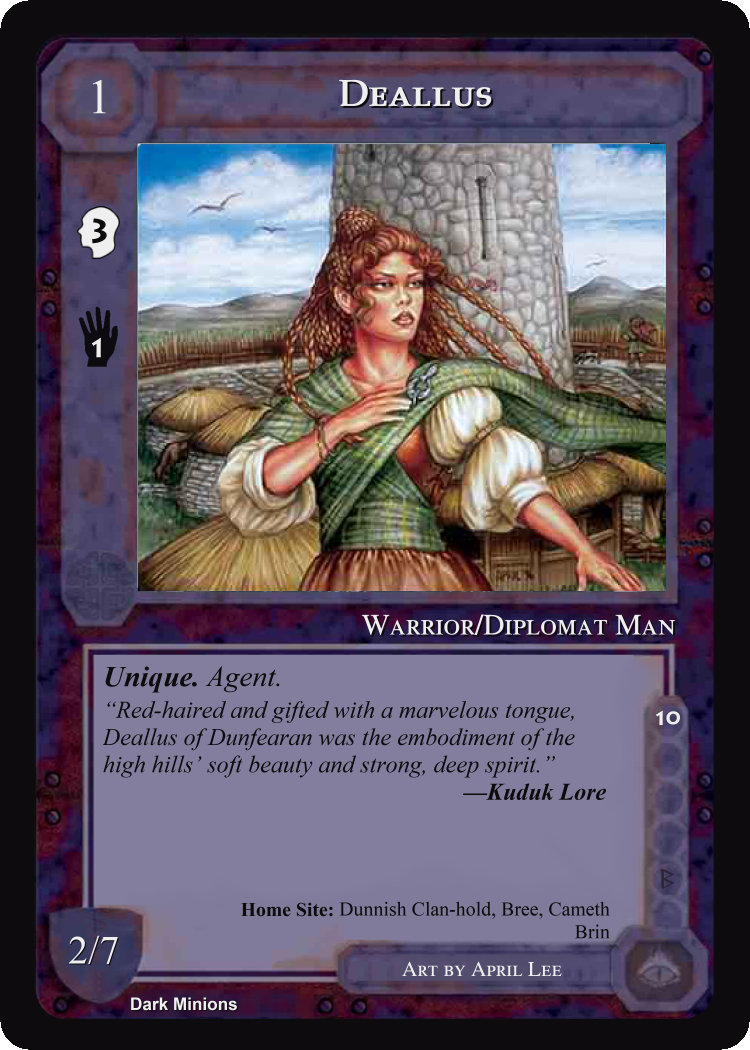 1
DEALLUS
3
1
WARRIOR/DIPLOMAT MAN
Unique. Agent.
“Red-haired and gifted with a marvelous tongue,
Deallus of Dunfearan was the embodiment of the
high hills’ soft beauty and strong, deep spirit.”
—Kuduk Lore
10
Home Site: Dunnish Clan-hold, Bree, Cameth
Brin
2/7
ART BY APRIL LEE
Dark Minions